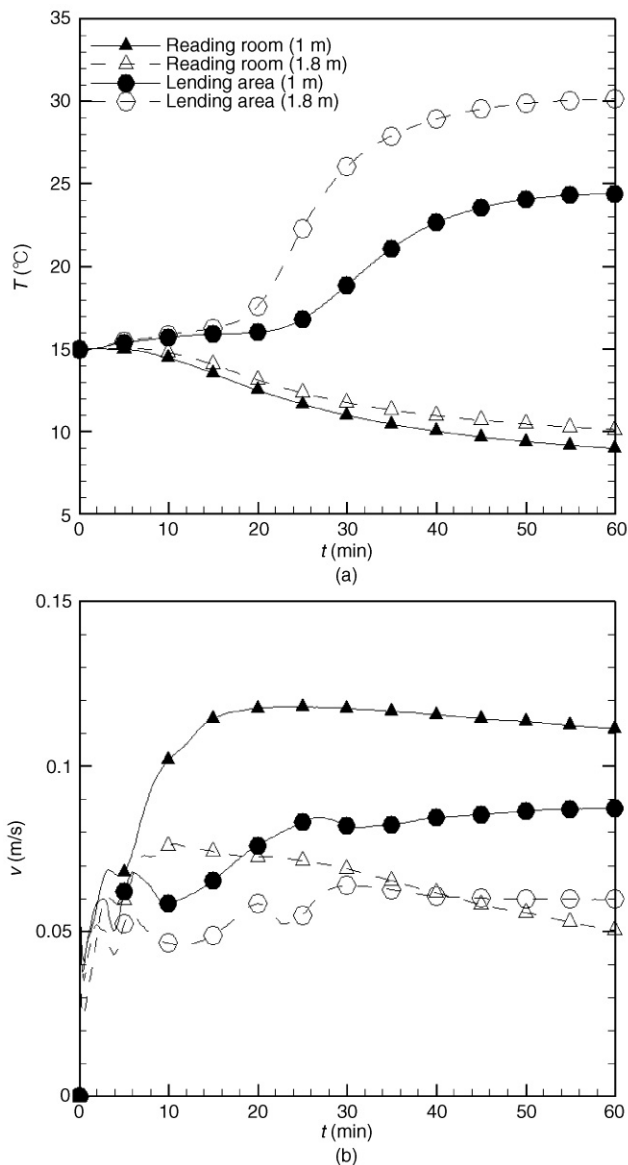 35
30
25
20
15
10
5
T (°C)
Reading room (1 m)
Reading room (1.8 m)
Lending area (1 m)
Lending area (1.8 m)
0 10 20 30 40 50 60
t (min)
(a)
0.15
0.1
0.05
0
v (m/s)
0 10 20 30 40 50 60
t (min)
(b)